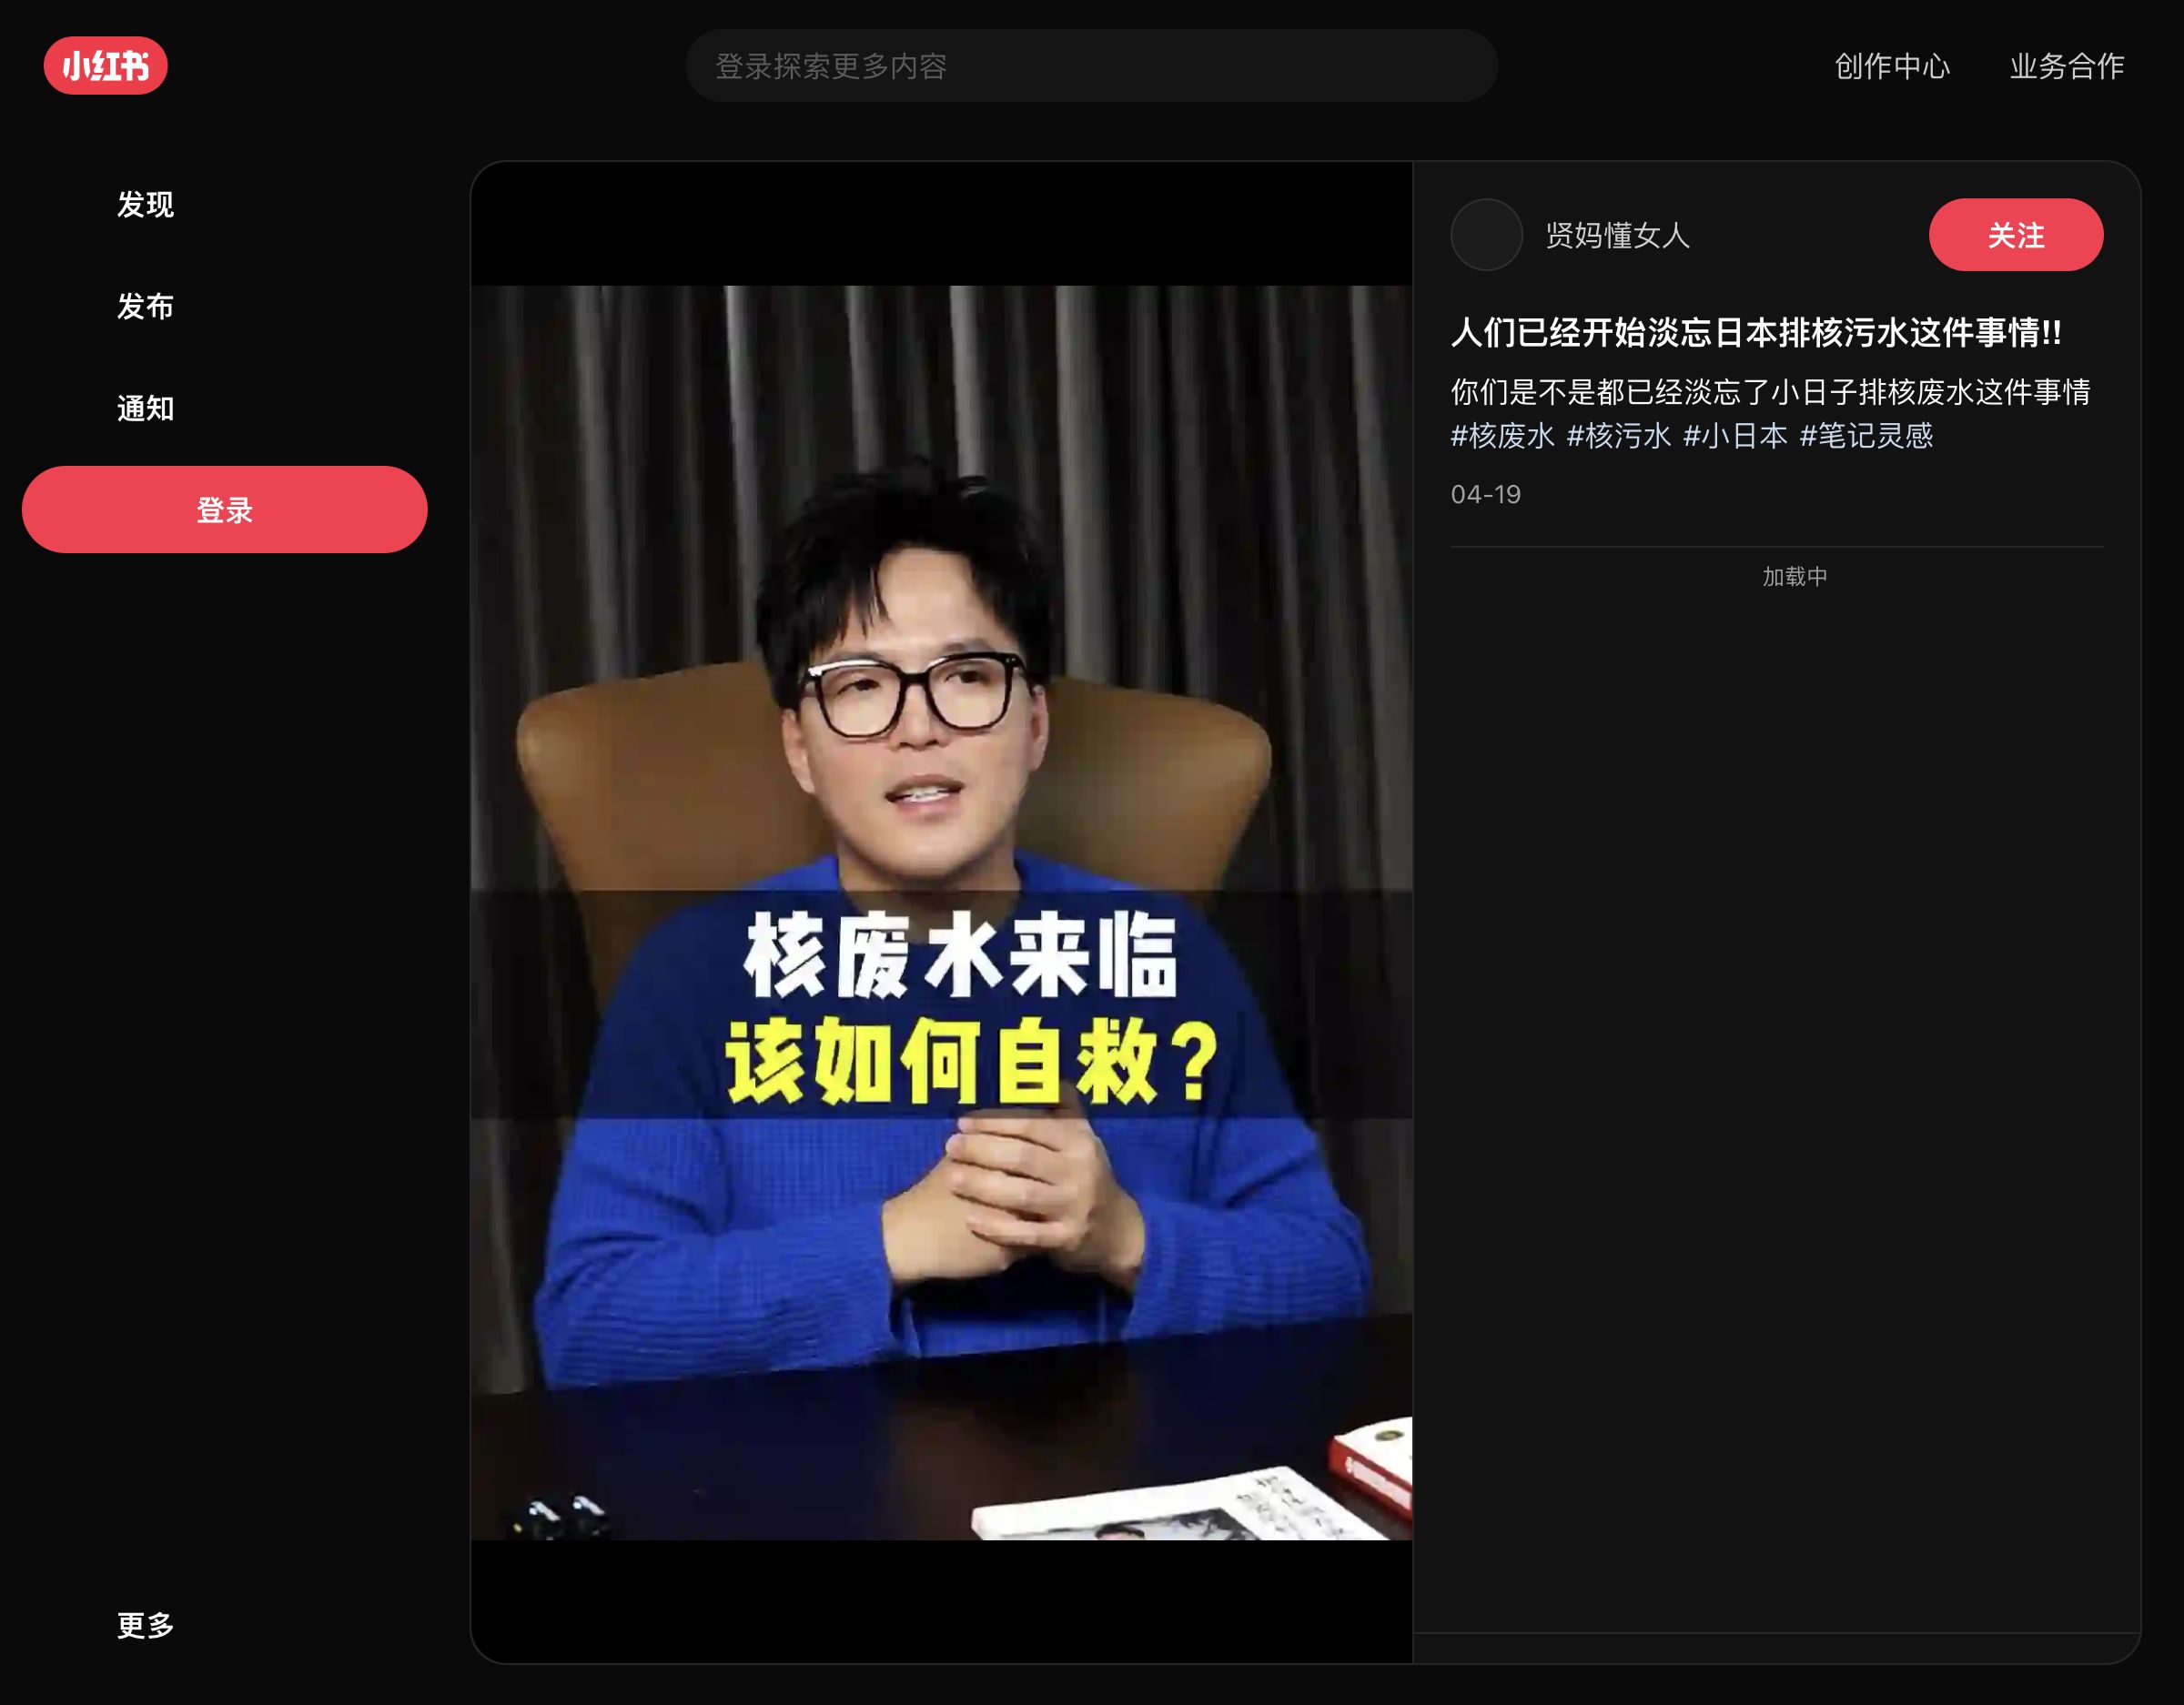 小红书
登录探索更多内容
创作中心
业务合作
发现
发布
通知
登录
更多
核废水来临
该如何自救?
贤妈懂女人
关注
人们已经开始淡忘日本排核污水这件事情!!
你们是不是都已经淡忘了小日子排核废水这件事情
#核废水 #核污水 #小日本 #笔记灵感
04-19
加载中